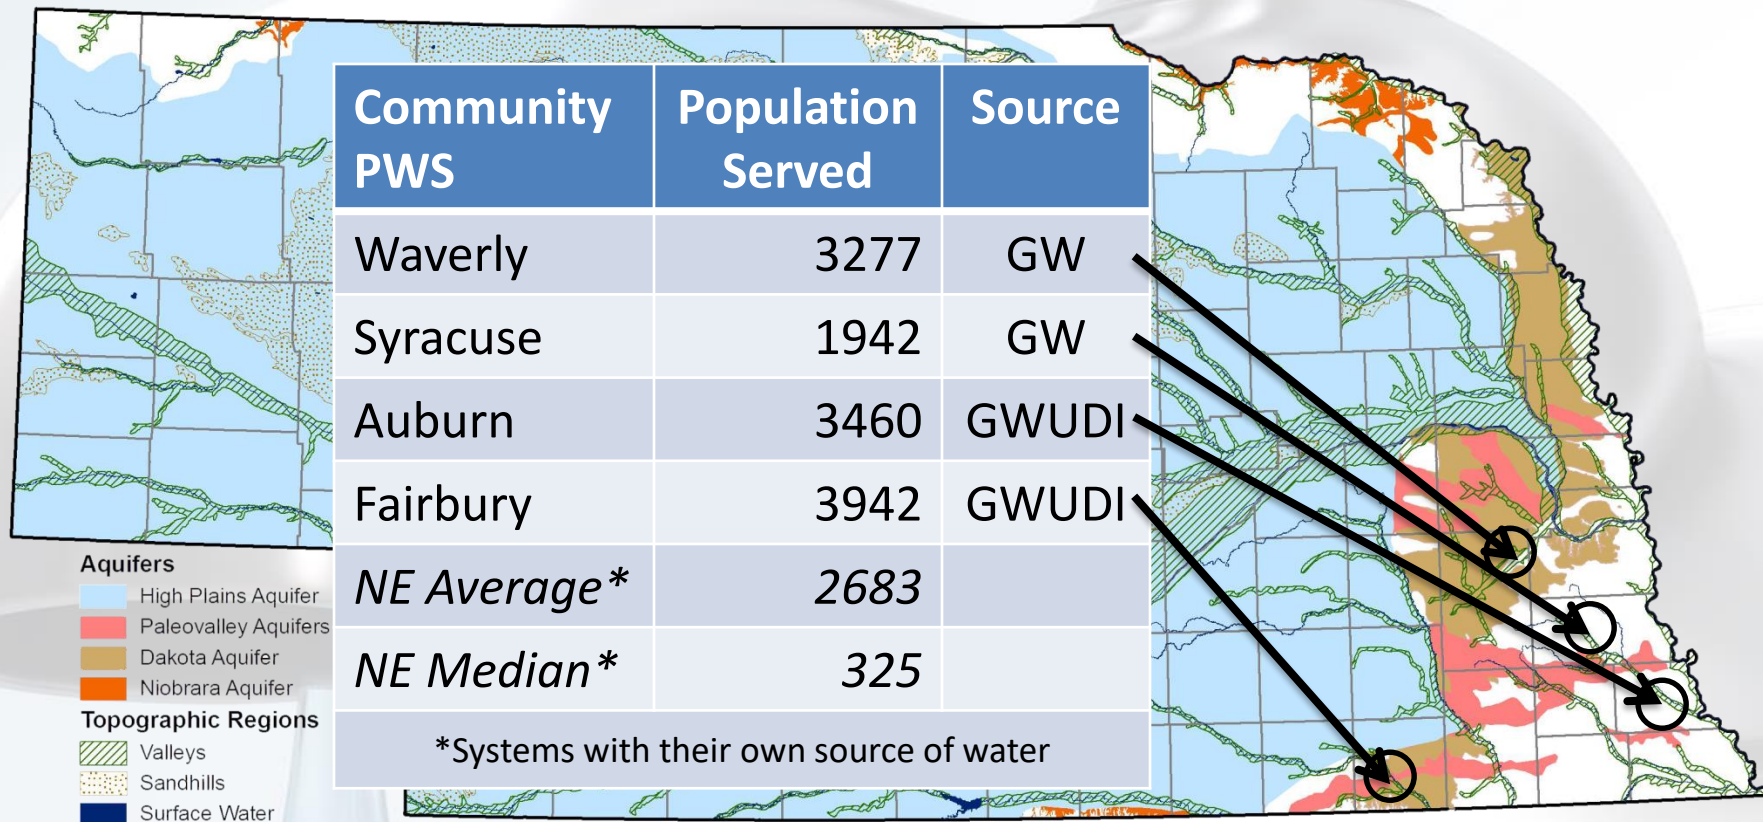 Community PWS Population Served Source
Waverly 3277 GW
Syracuse 1942 GW
Auburn 3460 GWUDI
Fairbury 3942 GWUDI
NE Average* 2683
NE Median* 325
*Systems with their own source of water
Aquifers
High Plains Aquifer
Paleovalley Aquifers
Dakota Aquifer
Niobrara Aquifer
Topographic Regions
Valleys
Sandhills
Surface Water